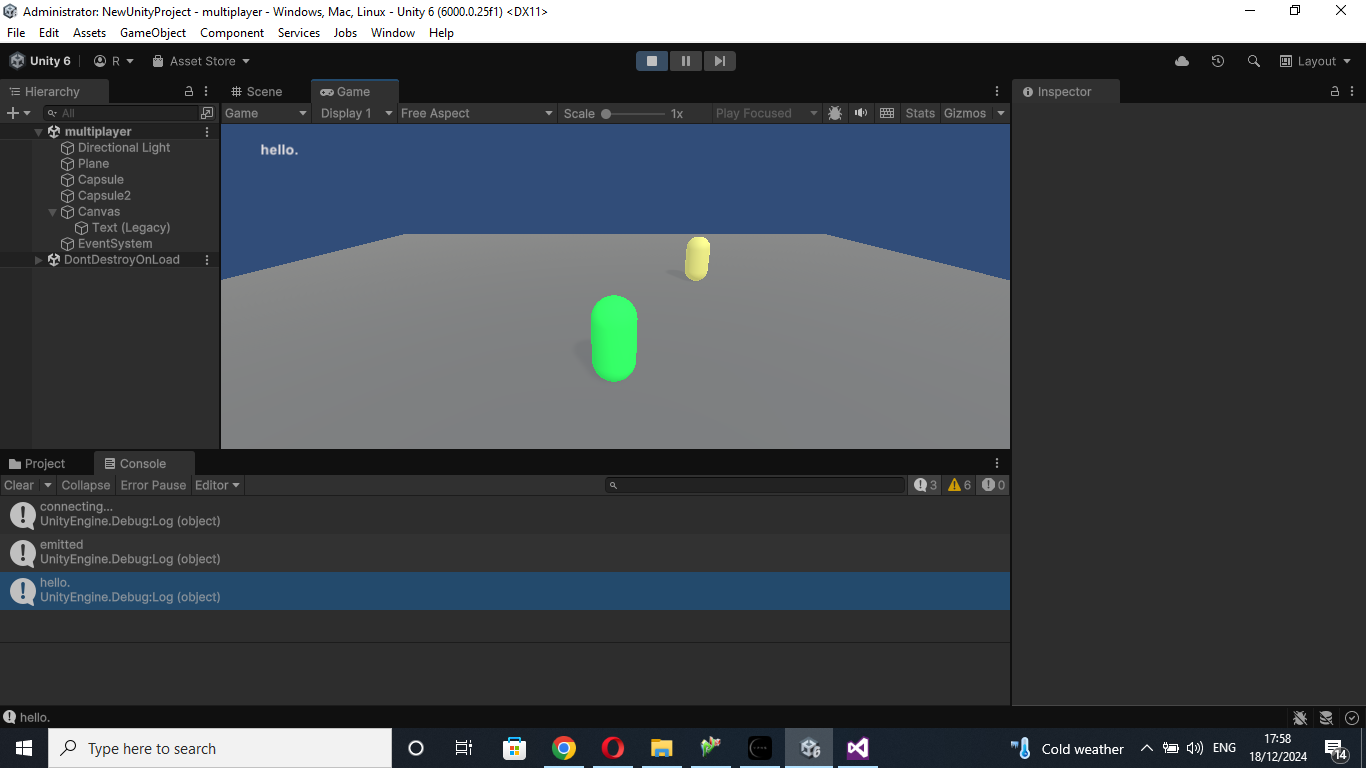 Administrator: NewUnityProject - multiplayer - Windows, Mac, Linux - Unity 6 (6000.0.25f1) <DX11>
File Edit Assets GameObject Component Services Jobs Window Help
Unity 6 R Asset Store Layout
Hierarchy Scene Game Inspector
All Game Display 1 Free Aspect Scale 1x Play Focused Stats Gizmos
multiplayer
Directional Light
Plane
Capsule
Capsule2
Canvas
Text (Legacy)
EventSystem
DontDestroyOnLoad
hello.
Project Console
Clear Collapse Error Pause Editor 3 6 0
connecting...
UnityEngine.Debug:Log (object)
emitted
UnityEngine.Debug:Log (object)
hello.
UnityEngine.Debug:Log (object)
hello.
Type here to search Cold weather ENG 17:58
18/12/2024 14